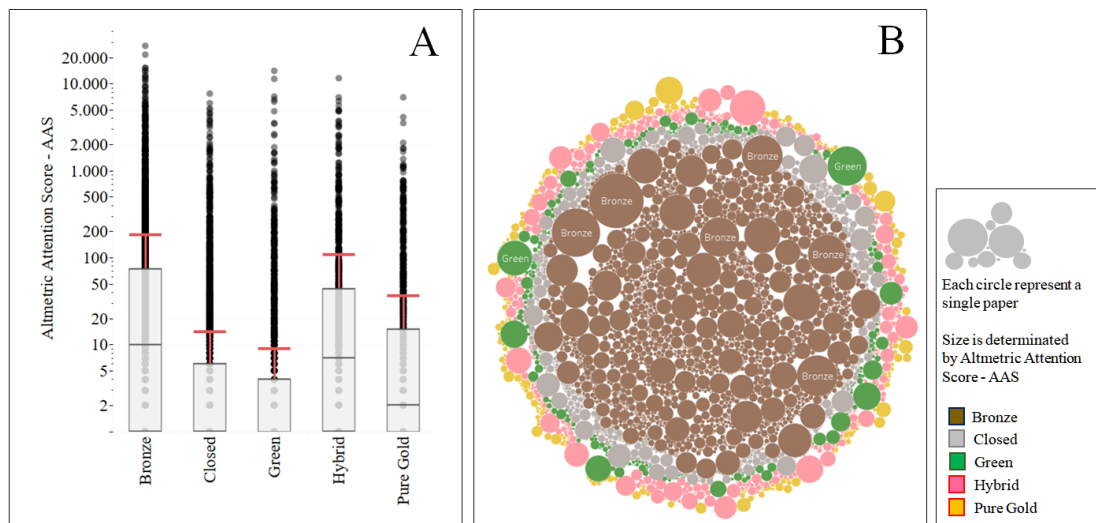 A
Altmetric Attention Score - AAS
20.000
10.000
5.000
2.000
1.000
500
200
100
50
20
10
5
2
Bronze
Closed
Green
Hybrid
Pure Gold
B
Bronze
Green
Bronze
Bronze
Bronze
Bronze
Green
Bronze
Each circle represent a
single paper
Size is determinated
by Altmetric Attention
Score - AAS
Bronze
Closed
Green
Hybrid
Pure Gold